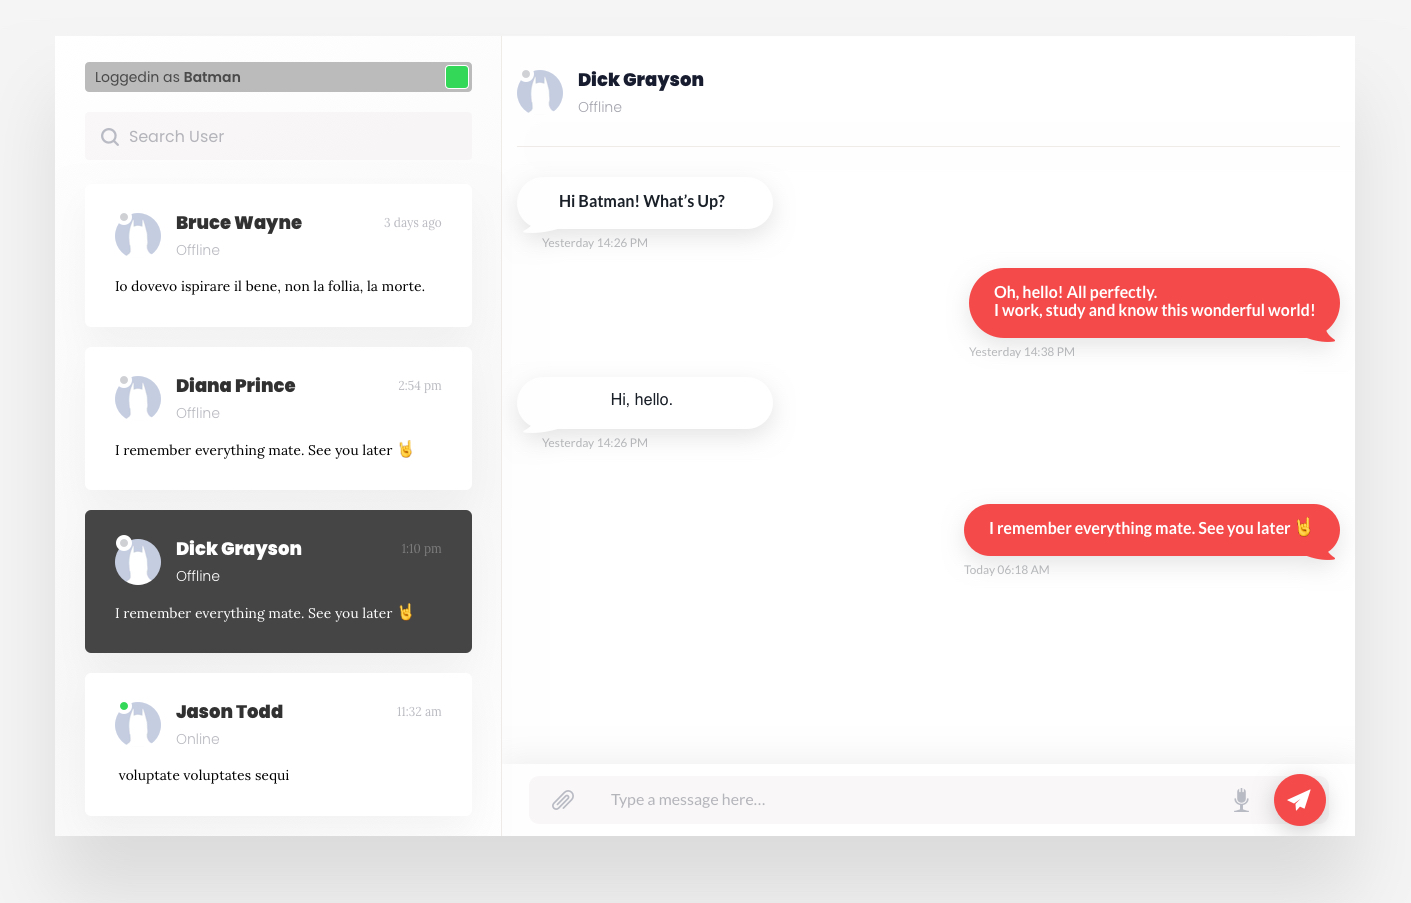 Loggedin as Batman
Search User
Bruce Wayne
3 days ago
Offline
Io dovevo ispirare il bene, non la follia, la morte.
Diana Prince
2:54 pm
Offline
I remember everything mate. See you later 🤘
Dick Grayson
1:10 pm
Offline
I remember everything mate. See you later 🤘
Jason Todd
11:32 am
Online
voluptate voluptates sequi
Dick Grayson
Offline
Hi Batman! What’s Up?
Yesterday 14:26 PM
Oh, hello! All perfectly.
I work, study and know this wonderful world!
Yesterday 14:38 PM
Hi, hello.
Yesterday 14:26 PM
I remember everything mate. See you later 🤘
Today 06:18 AM
Type a message here...